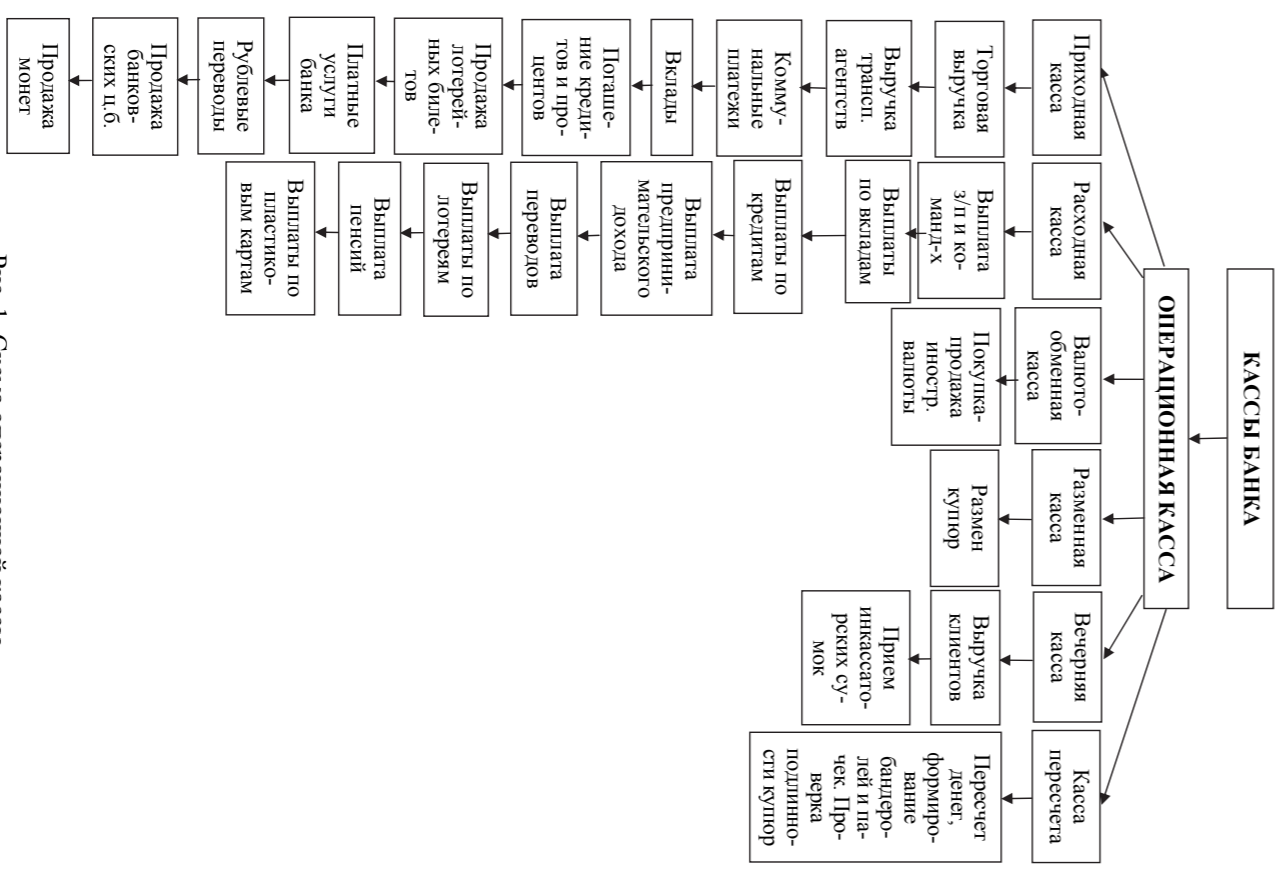 КАССЫ БАНКА
ОПЕРАЦИОННАЯ КАССА
Приходная
касса
Торговая
выручка
Выручка
трансп.
агентств
Комму-
нальные
платежи
Вклады
Погаше-
ние креди-
тов и про-
центов
Продажа
лотерей-
ных биле-
тов
Платные
услуги
банка
Рублевые
переводы
Продажа
банков-
ских ц.б.
Продажа
монет
Расходная
касса
Выплата
з/п и ко-
манд-х
Выплаты
по вкладам
Выплаты по
кредитам
Выплата
предприни-
мательского
дохода
Выплата
переводов
Выплаты по
лотереям
Выплата
пенсий
Выплаты по
пластико-
вым картам
Валюто-
обменная
касса
Покупка-
продажа
иностр.
валюты
Разменная
касса
Размен
купюр
Вечерняя
касса
Выручка
клиентов
Прием
инкассато-
рских су-
мок
Касса
пересчета
Пересчет
денег,
формиро-
вание
бандеро-
лей и па-
чек. Про-
верка
подлинно-
сти купюр